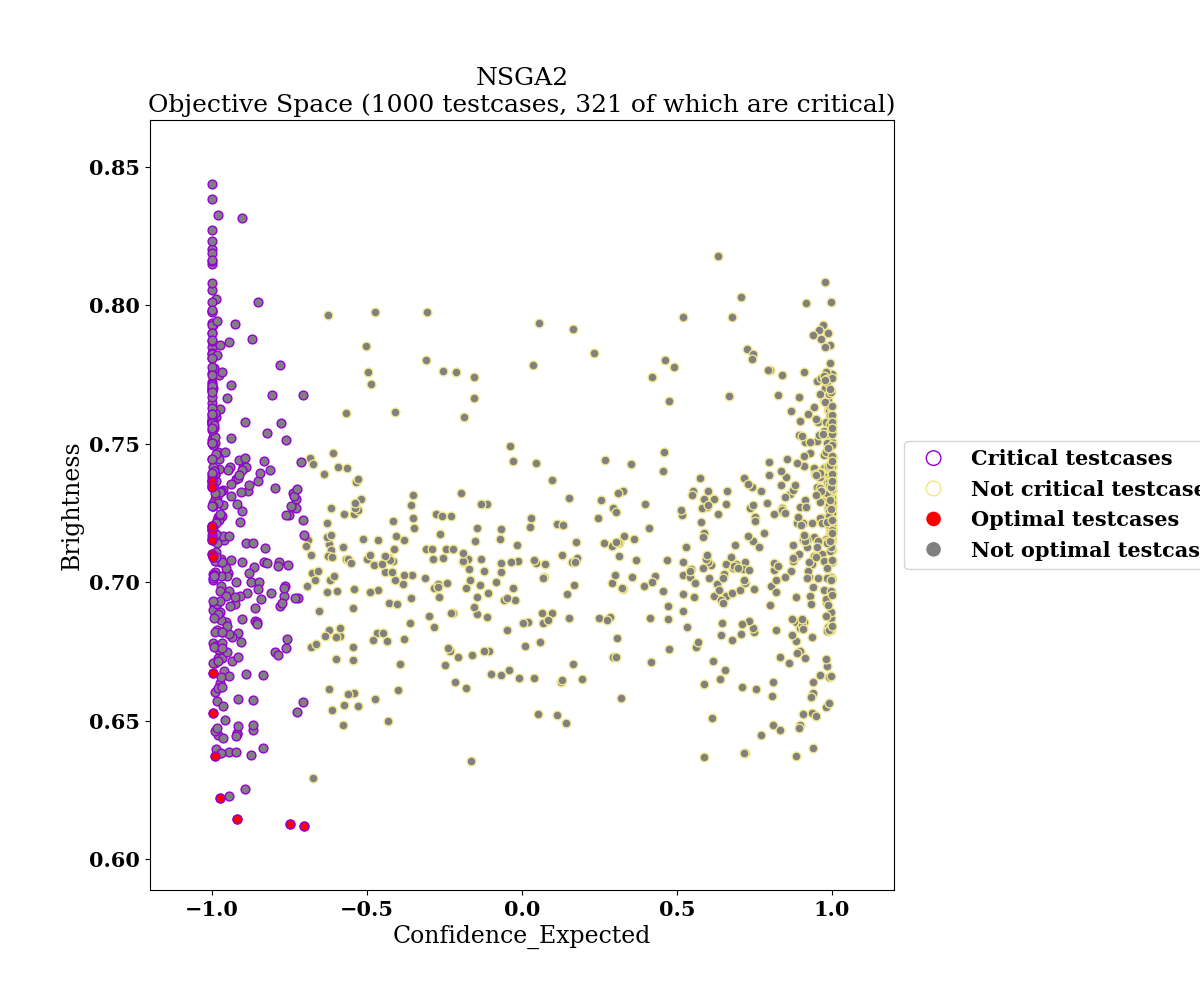 NSGA2
Objective Space (1000 testcases, 321 of which are critical)
0.85
0.80
0.75
0.70
0.65
0.60
Brightness
−1.0
−0.5
0.0
0.5
1.0
Confidence_Expected
Critical testcases
Not critical testcase
Optimal testcases
Not optimal testcas